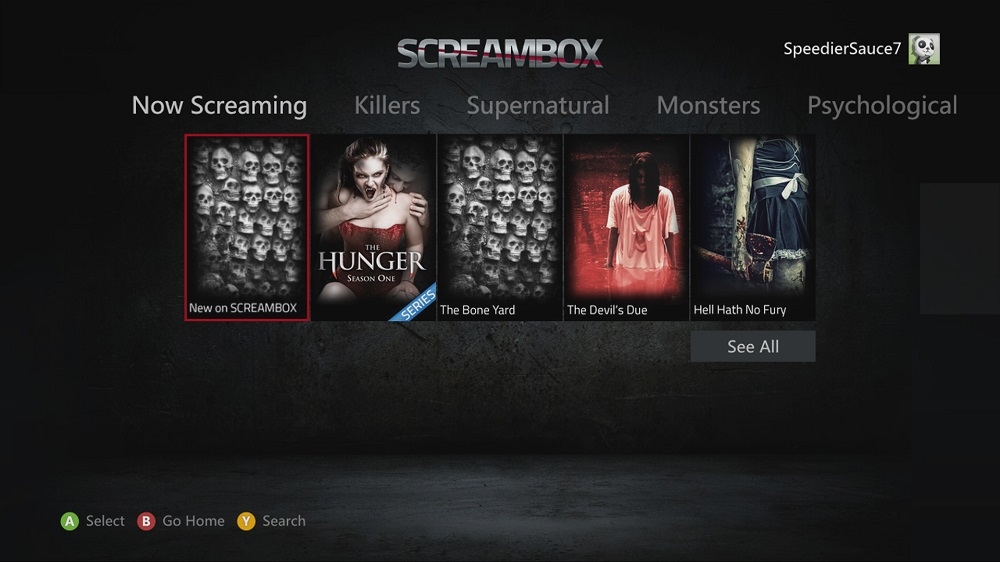 SCREAMBOX
SpeedierSauce7
Now Screaming Killers Supernatural Monsters Psychological
THE
HUNGER
SEASON ONE
SERIES
New on SCREAMBOX
The Bone Yard
The Devil's Due
Hell Hath No Fury
See All
A Select B Go Home Y Search